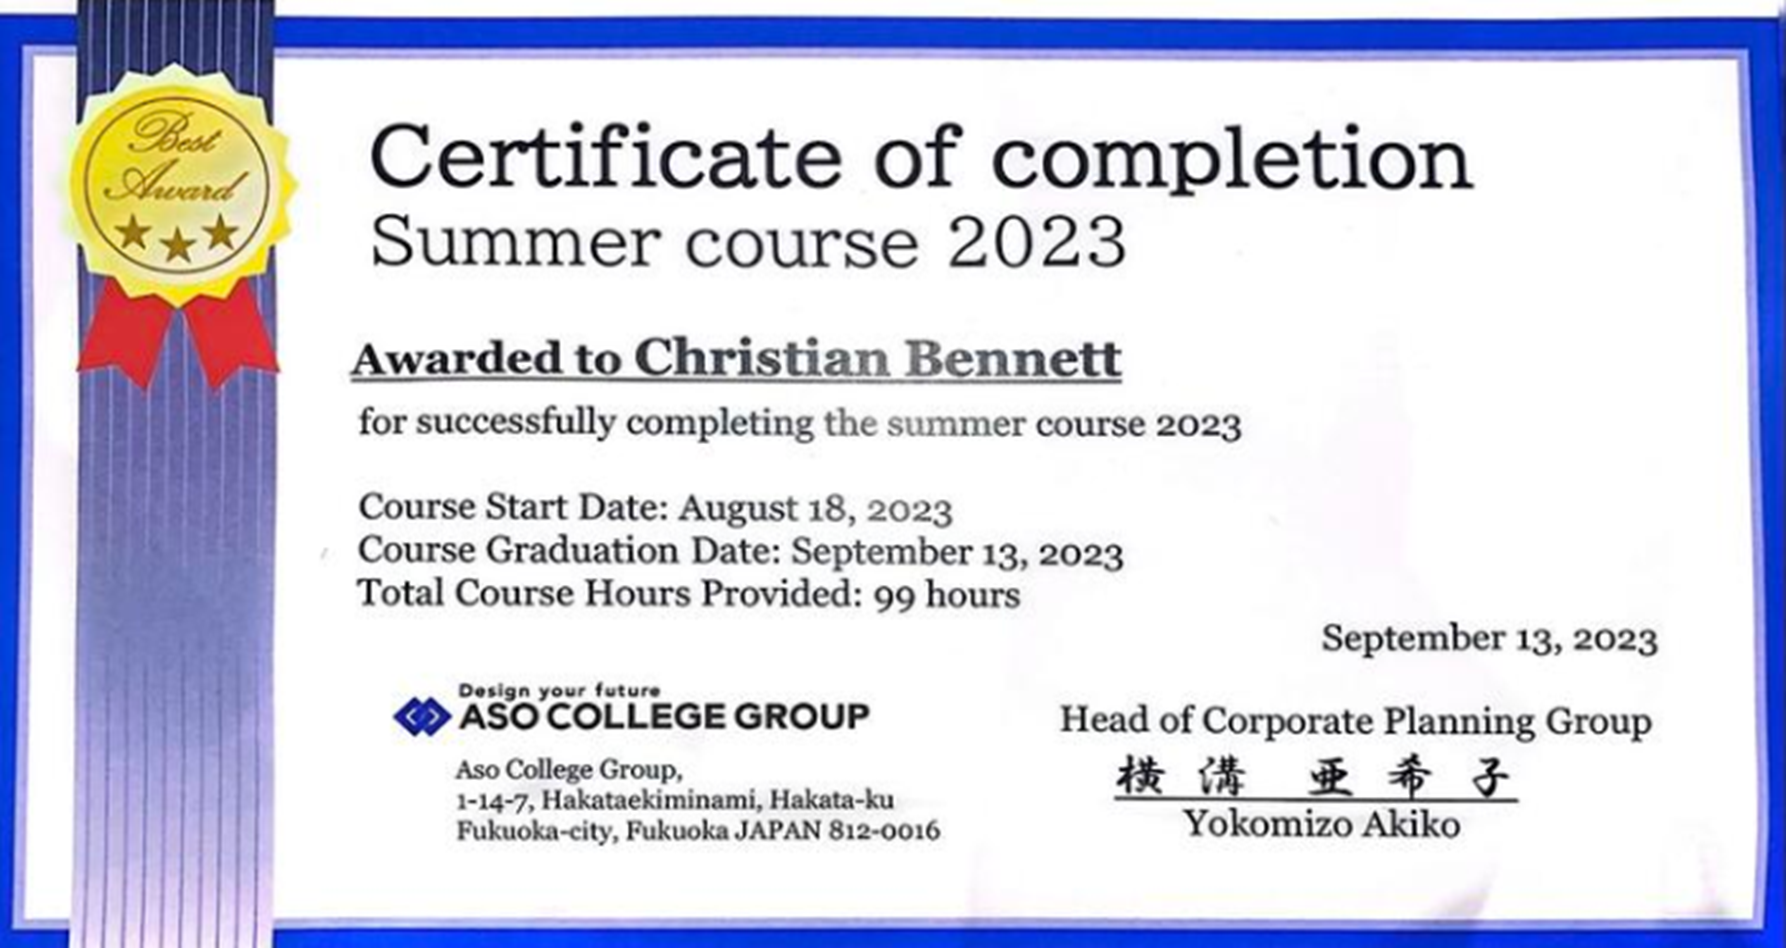 Best
Award
Certificate of completion
Summer course 2023
Awarded to Christian Bennett
for successfully completing the summer course 2023
Course Start Date: August 18, 2023
Course Graduation Date: September 13, 2023
Total Course Hours Provided: 99 hours
September 13, 2023
Design your future
ASO COLLEGE GROUP
Aso College Group,
1-14-7, Hakataekiminami, Hakata-ku
Fukuoka-city, Fukuoka JAPAN 812-0016
Head of Corporate Planning Group
横溝 亜希子
Yokomizo Akiko